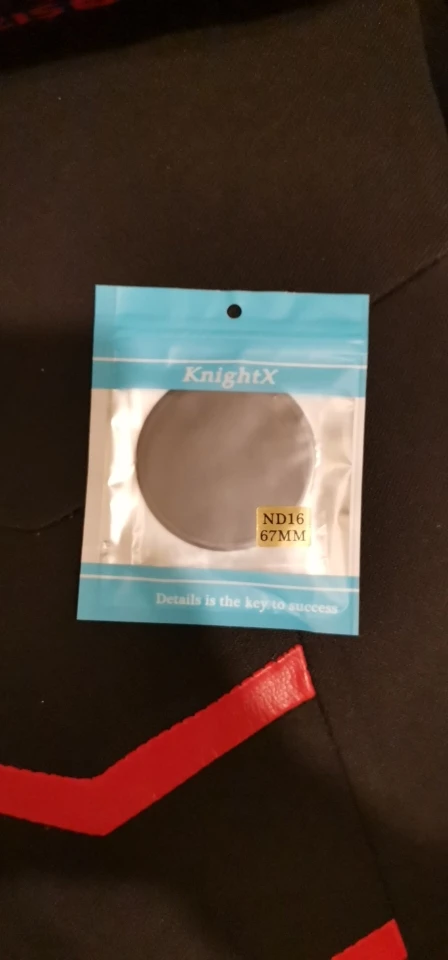 KnightX
ND16
67MM
Details is the key to success